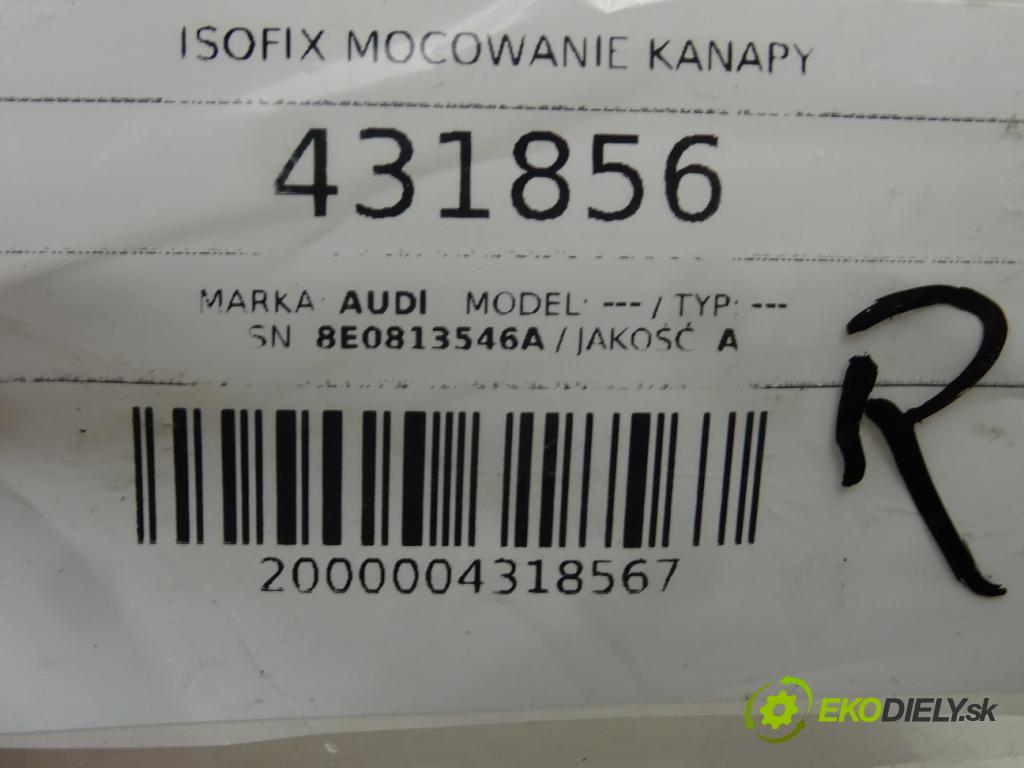 ISOFIX MOCOWANIE KANAPY
431856
MARKA: AUDI MODEL: --- / TYP: ---
SN 8E0813546A / JAKOŚĆ A
R
2000004318567
EKODIELY.sk